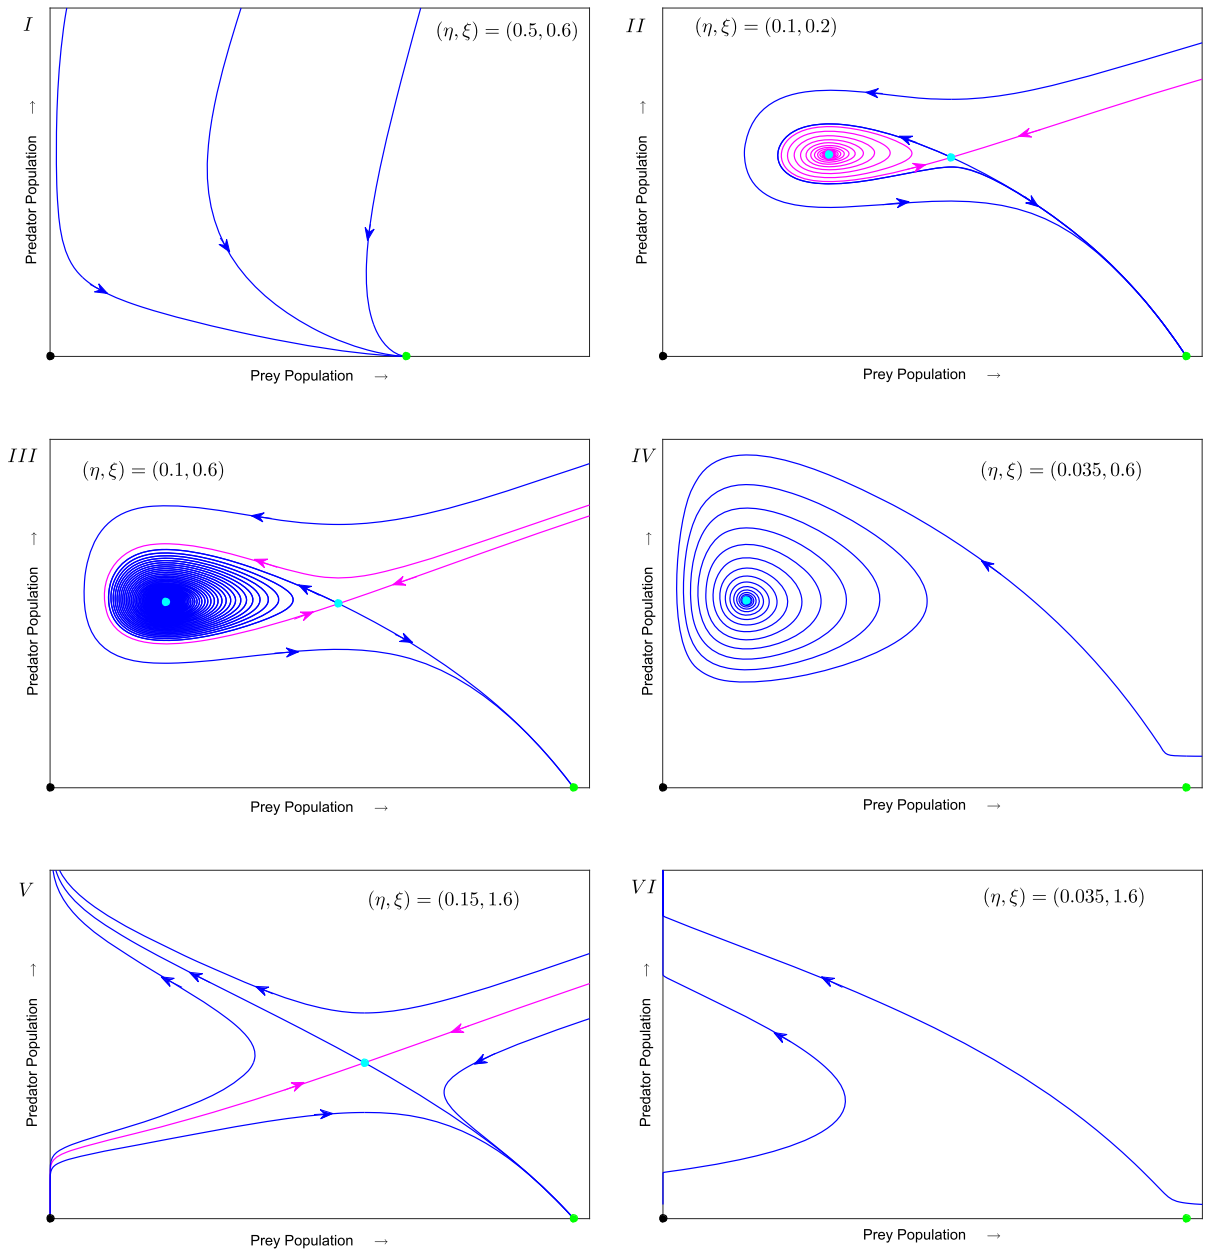 I
(η, ξ) = (0.5, 0.6)
Predator Population →
Prey Population →
II
(η, ξ) = (0.1, 0.2)
Predator Population →
Prey Population →
III
(η, ξ) = (0.1, 0.6)
Predator Population →
Prey Population →
IV
(η, ξ) = (0.035, 0.6)
Predator Population →
Prey Population →
V
(η, ξ) = (0.15, 1.6)
Predator Population →
Prey Population →
VI
(η, ξ) = (0.035, 1.6)
Predator Population →
Prey Population →